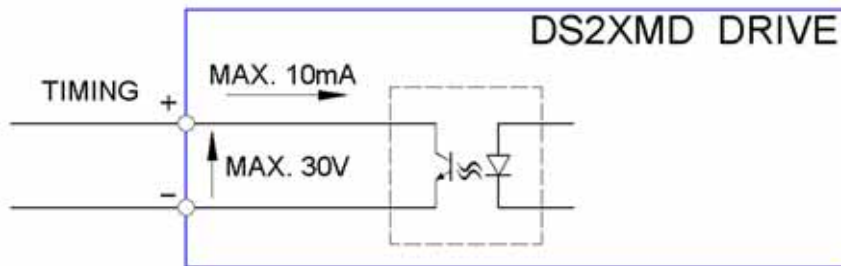 DS2XMD DRIVE
MAX. 10mA
TIMING
+
MAX. 30V
−